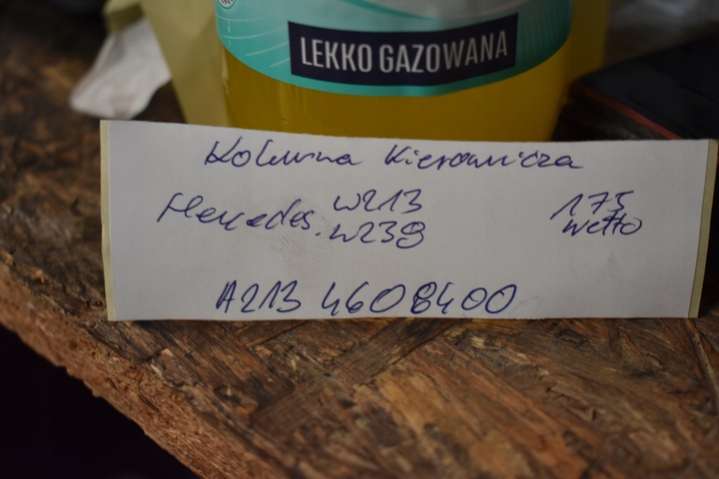 LEKKO GAZOWANA
Kolumna Kierownicza
Mercedes. W213 175
W238 netto
A213 4608400